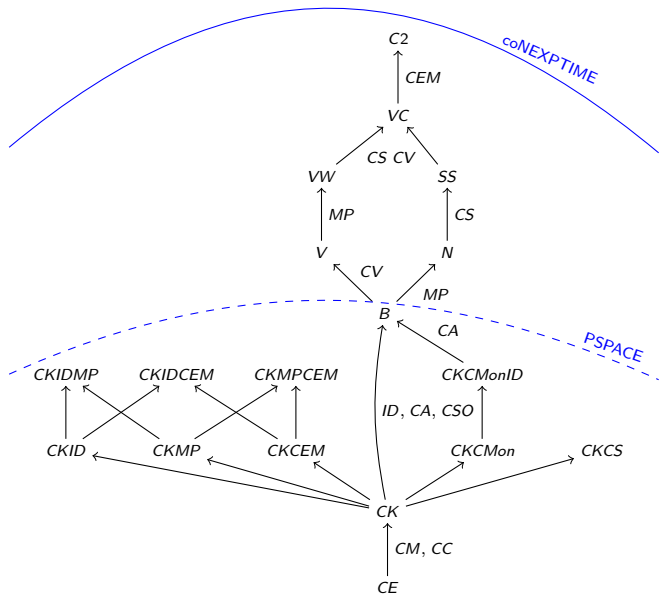 C2
coNEXPTIME
CEM
VC
CS CV
VW
SS
MP
CS
V
N
CV
MP
B
CA
PSPACE
CKIDMP
CKIDCEM
CKMPCEM
CKCMonID
ID, CA, CSO
CKID
CKMP
CKCEM
CKCMon
CKCS
CK
CM, CC
CE